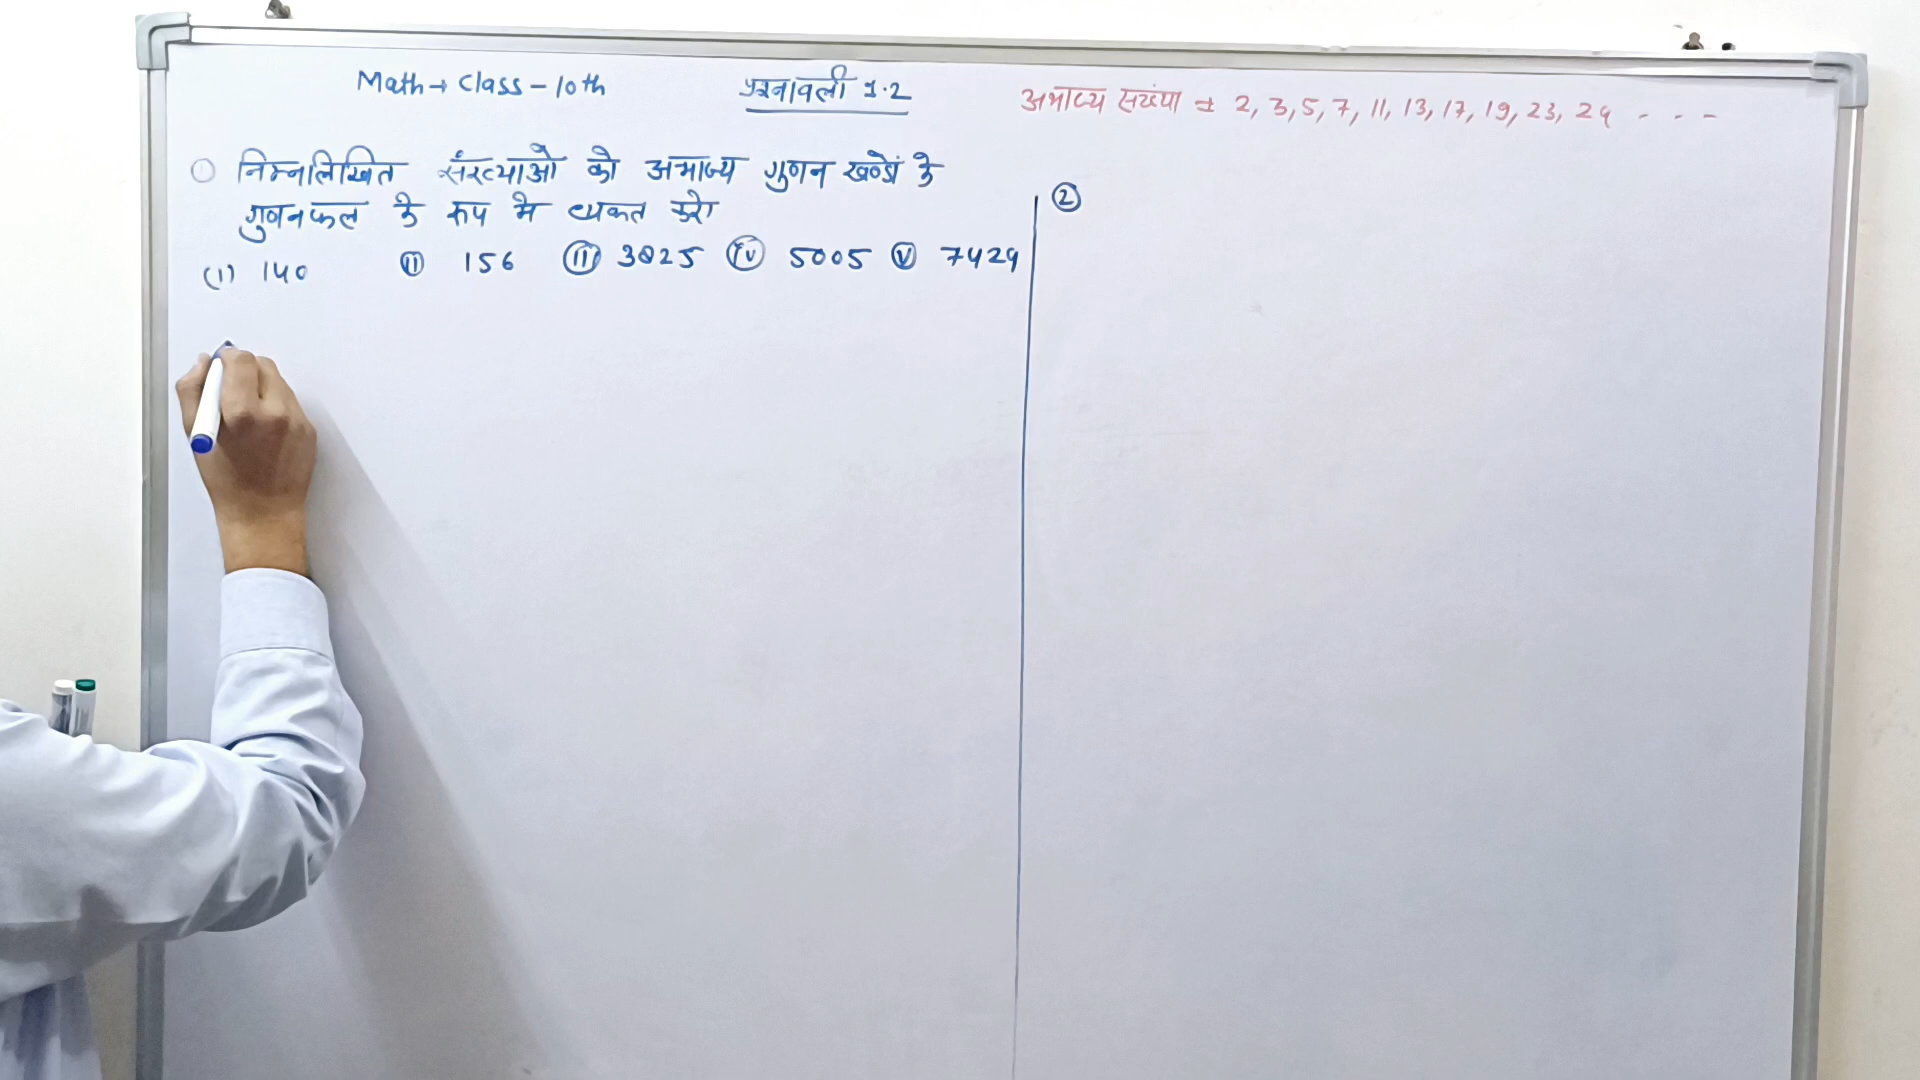 Math → Class - 10th
प्रश्नावली 1.2
अभाज्य संख्या = 2, 3, 5, 7, 11, 13, 17, 19, 23, 29 - - -
① निम्नलिखित संख्याओ को अभाज्य गुणन खण्डों के
गुणनफल के रूप मे व्यक्त करो
(i) 140 ⓘⓘ 156 ⓘⓘⓘ 3825 ⓘⓥ 5005 ⓥ 7429
②